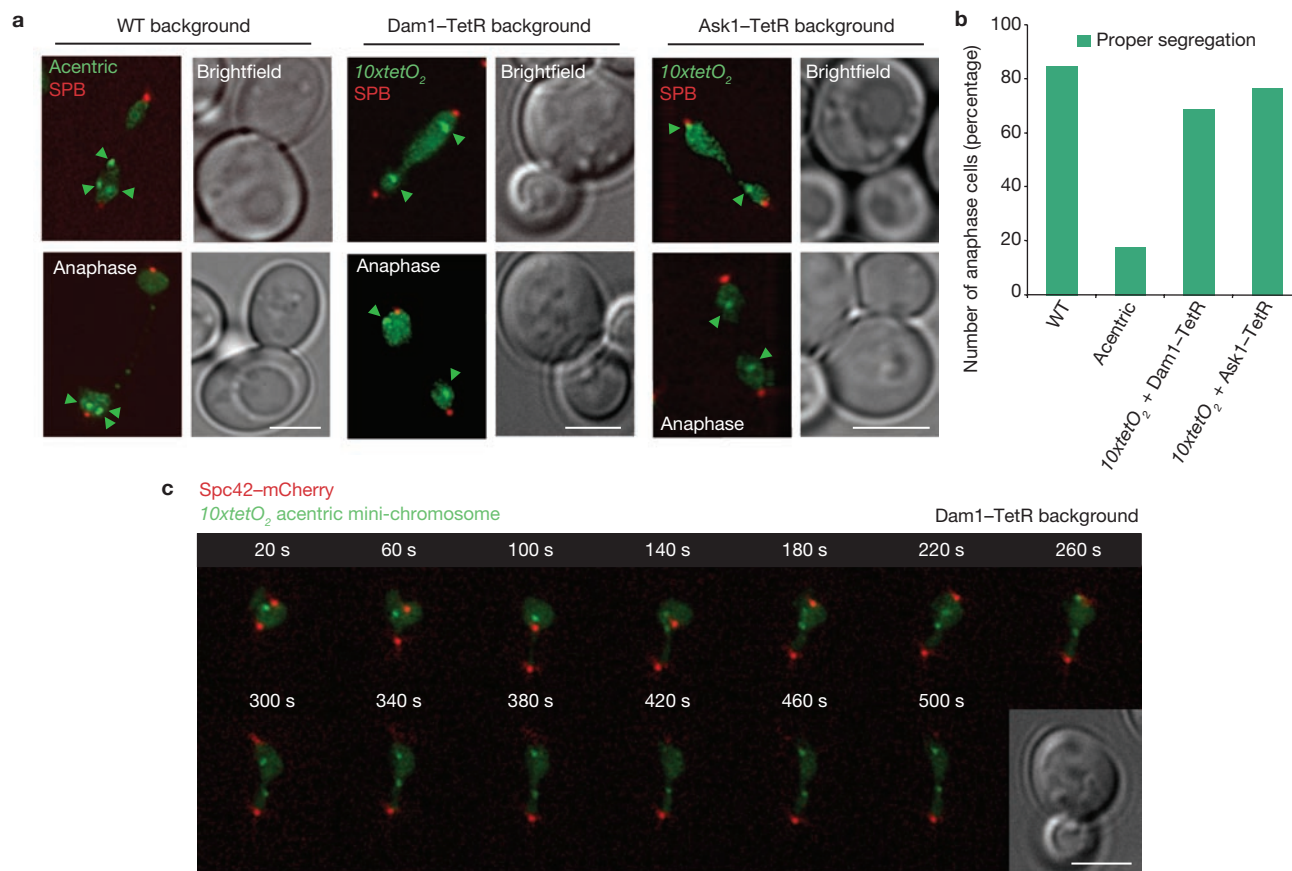 a
WT background
Dam1–TetR background
Ask1–TetR background
Acentric
SPB
Brightfield
10xtetO2
SPB
Brightfield
10xtetO2
SPB
Brightfield
Anaphase
Anaphase
Anaphase
b
Number of anaphase cells (percentage)
100
80
60
40
20
0
Proper segregation
WT
Acentric
10xtetO2 + Dam1–TetR
10xtetO2 + Ask1–TetR
c
Spc42–mCherry
10xtetO2 acentric mini-chromosome
Dam1–TetR background
20 s 60 s 100 s 140 s 180 s 220 s 260 s
300 s 340 s 380 s 420 s 460 s 500 s